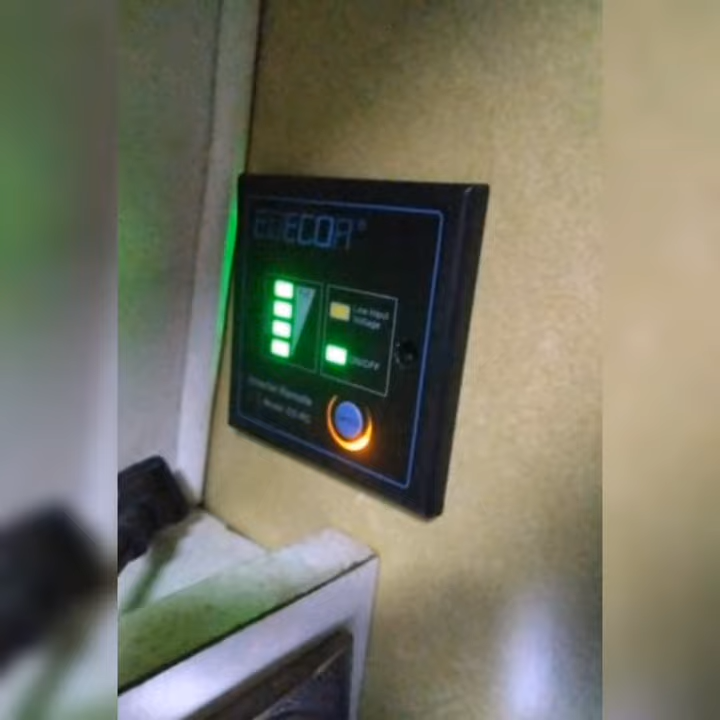 EDECOA®
Low Input
Voltage
ON/OFF
Inverter Remote